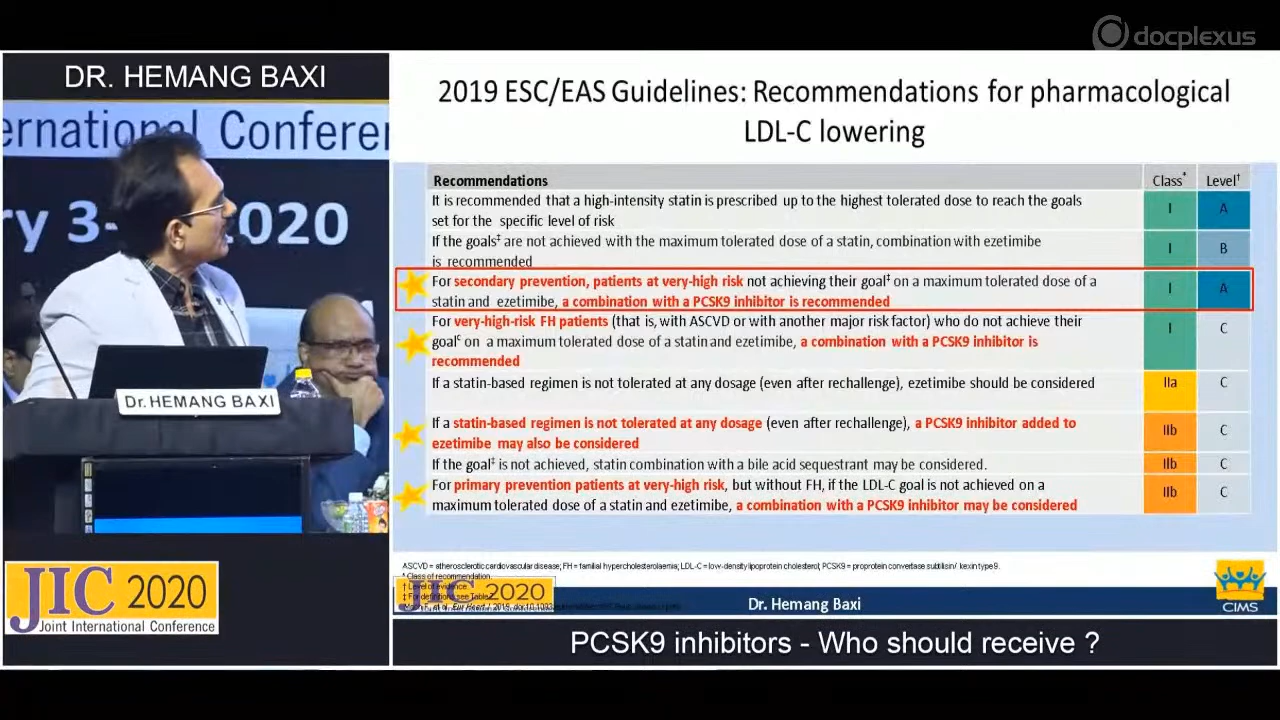 docplexus
DR. HEMANG BAXI
ernational Conferen
ry 3- 2020
Dr. HEMANG BAXI
JIC 2020
Joint International Conference
2019 ESC/EAS Guidelines: Recommendations for pharmacological
LDL-C lowering
Recommendations Class* Level†
It is recommended that a high-intensity statin is prescribed up to the highest tolerated dose to reach the goals
set for the specific level of risk
I A
If the goals‡ are not achieved with the maximum tolerated dose of a statin, combination with ezetimibe
is recommended
I B
For secondary prevention, patients at very-high risk not achieving their goal‡ on a maximum tolerated dose of a
statin and ezetimibe, a combination with a PCSK9 inhibitor is recommended
I A
For very-high-risk FH patients (that is, with ASCVD or with another major risk factor) who do not achieve their
goalᶜ on a maximum tolerated dose of a statin and ezetimibe, a combination with a PCSK9 inhibitor is
recommended
I C
If a statin-based regimen is not tolerated at any dosage (even after rechallenge), ezetimibe should be considered
IIa C
If a statin-based regimen is not tolerated at any dosage (even after rechallenge), a PCSK9 inhibitor added to
ezetimibe may also be considered
IIb C
If the goal‡ is not achieved, statin combination with a bile acid sequestrant may be considered.
IIb C
For primary prevention patients at very-high risk, but without FH, if the LDL-C goal is not achieved on a
maximum tolerated dose of a statin and ezetimibe, a combination with a PCSK9 inhibitor may be considered
IIb C
ASCVD = atherosclerotic cardiovascular disease; FH = familial hypercholesterolaemia; LDL-C = low-density lipoprotein cholesterol; PCSK9 = proprotein convertase subtilisin/ kexin type 9.
* Class of recommendation.
† Level of evidence.
‡ For definitions see Table
JIC 2020
Dr. Hemang Baxi
CIMS
PCSK9 inhibitors - Who should receive ?